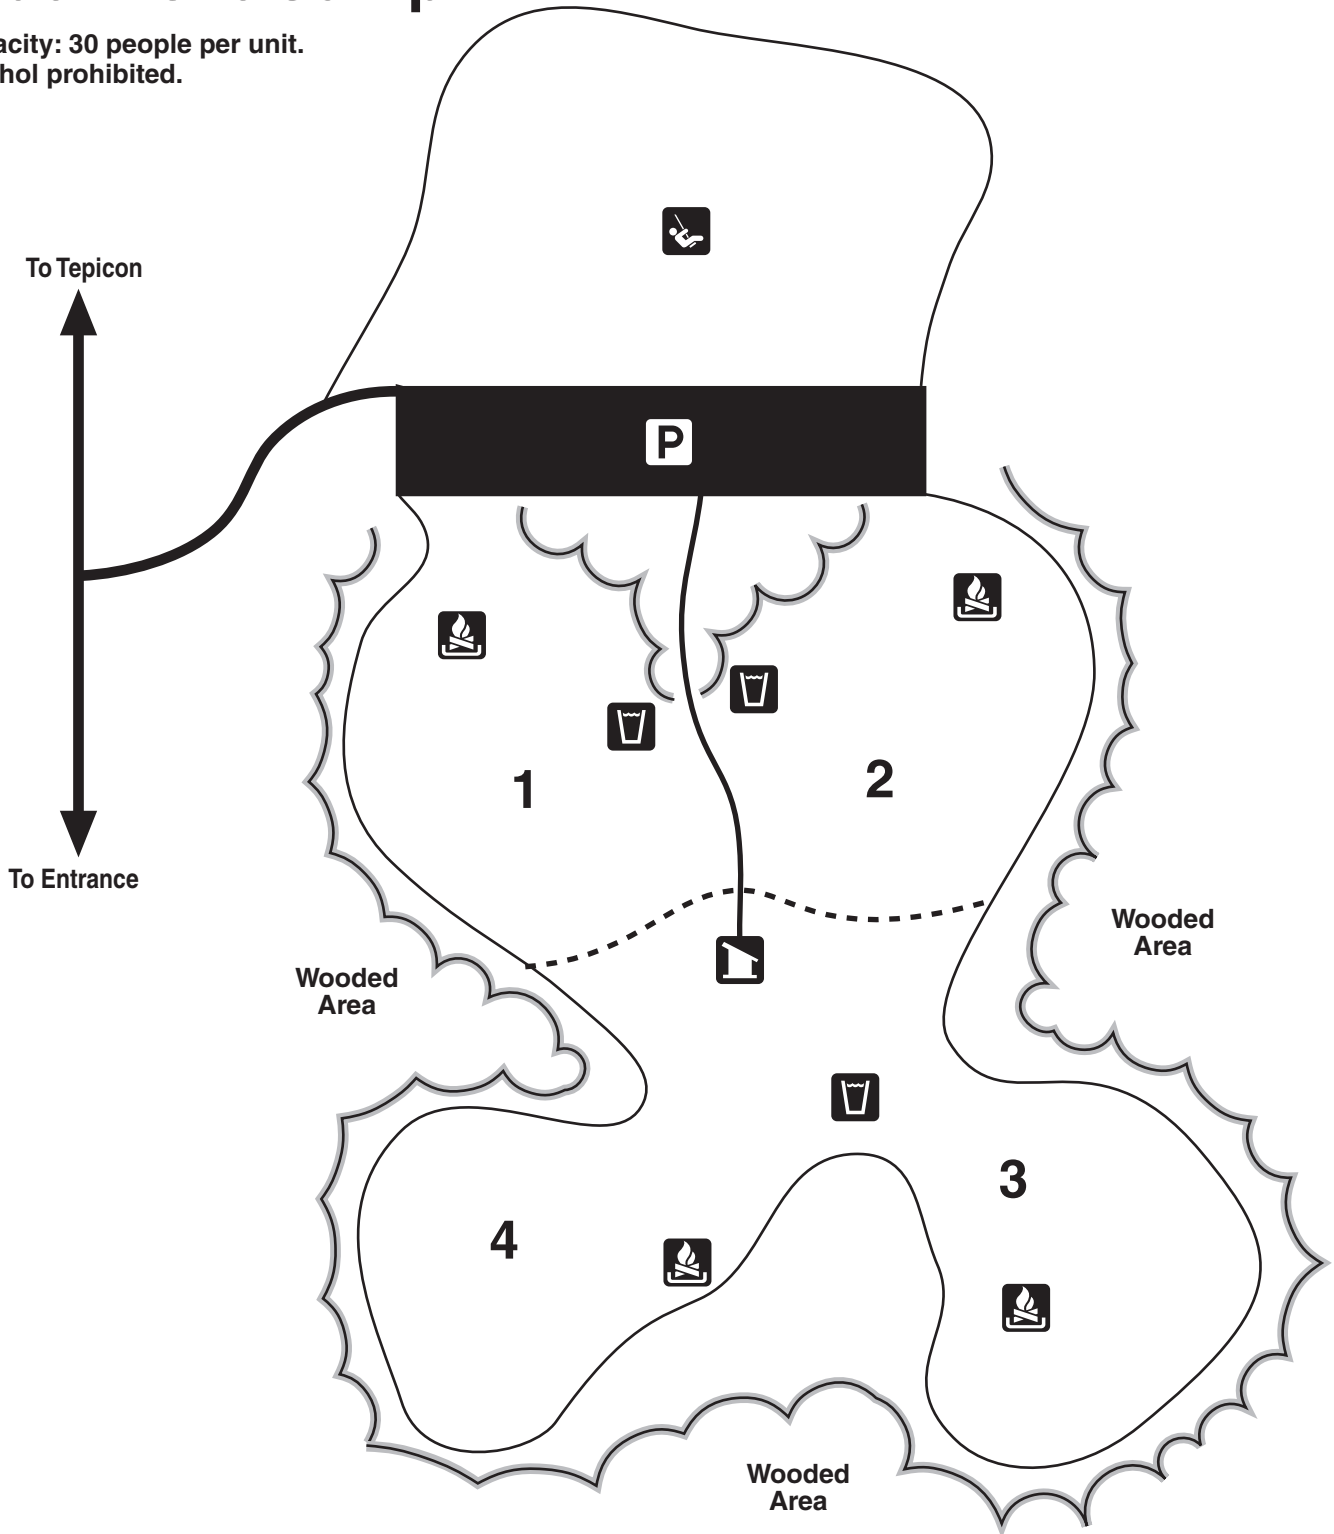 acity: 30 people per unit.
hol prohibited.
To Tepicon
P
1
2
To Entrance
Wooded
Area
Wooded
Area
3
4
Wooded
Area